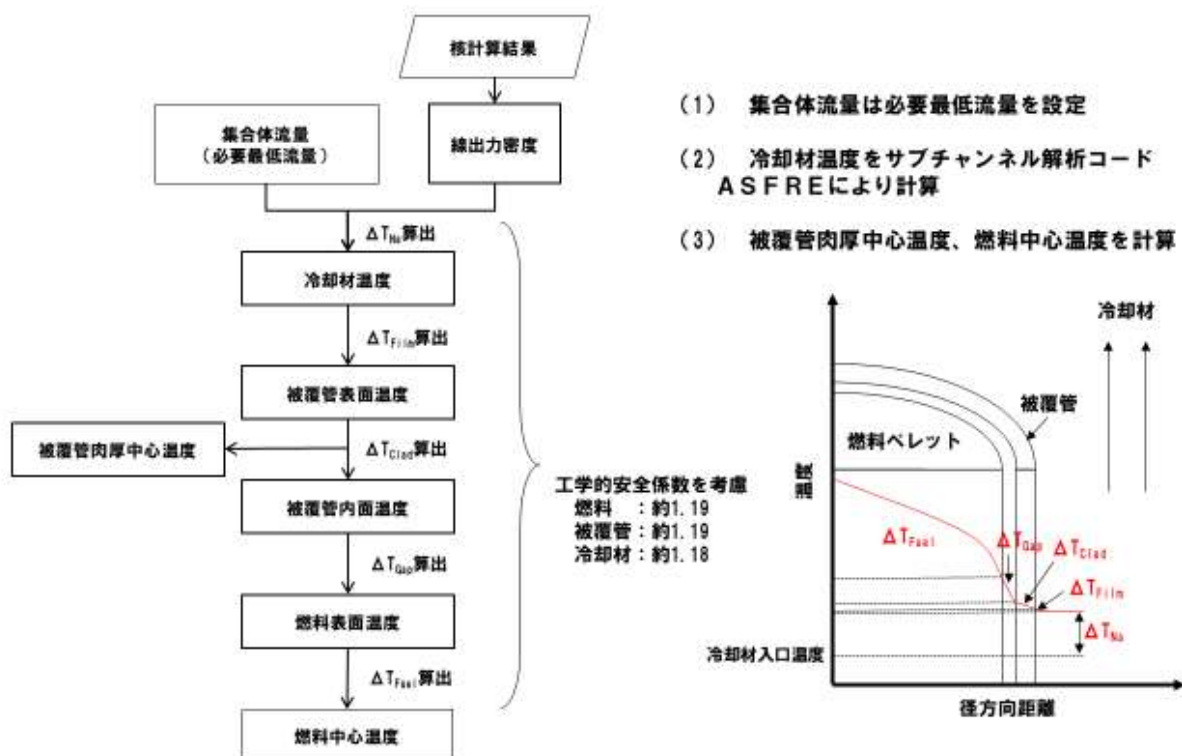 核計算結果
集合体流量
(必要最低流量)
線出力密度
ΔT_Na算出
冷却材温度
ΔT_Film算出
被覆管表面温度
被覆管肉厚中心温度
ΔT_Clad算出
被覆管内面温度
ΔT_Gap算出
燃料表面温度
ΔT_Fuel算出
燃料中心温度
工学的安全係数を考慮
燃料　:約1.19
被覆管:約1.19
冷却材:約1.18
(1)　集合体流量は必要最低流量を設定
(2)　冷却材温度をサブチャンネル解析コード
ASFREにより計算
(3)　被覆管肉厚中心温度、燃料中心温度を計算
冷却材
被覆管
燃料ペレット
温度
ΔT_Fuel
ΔT_Gap
ΔT_Clad
ΔT_Film
ΔT_Na
冷却材入口温度
径方向距離